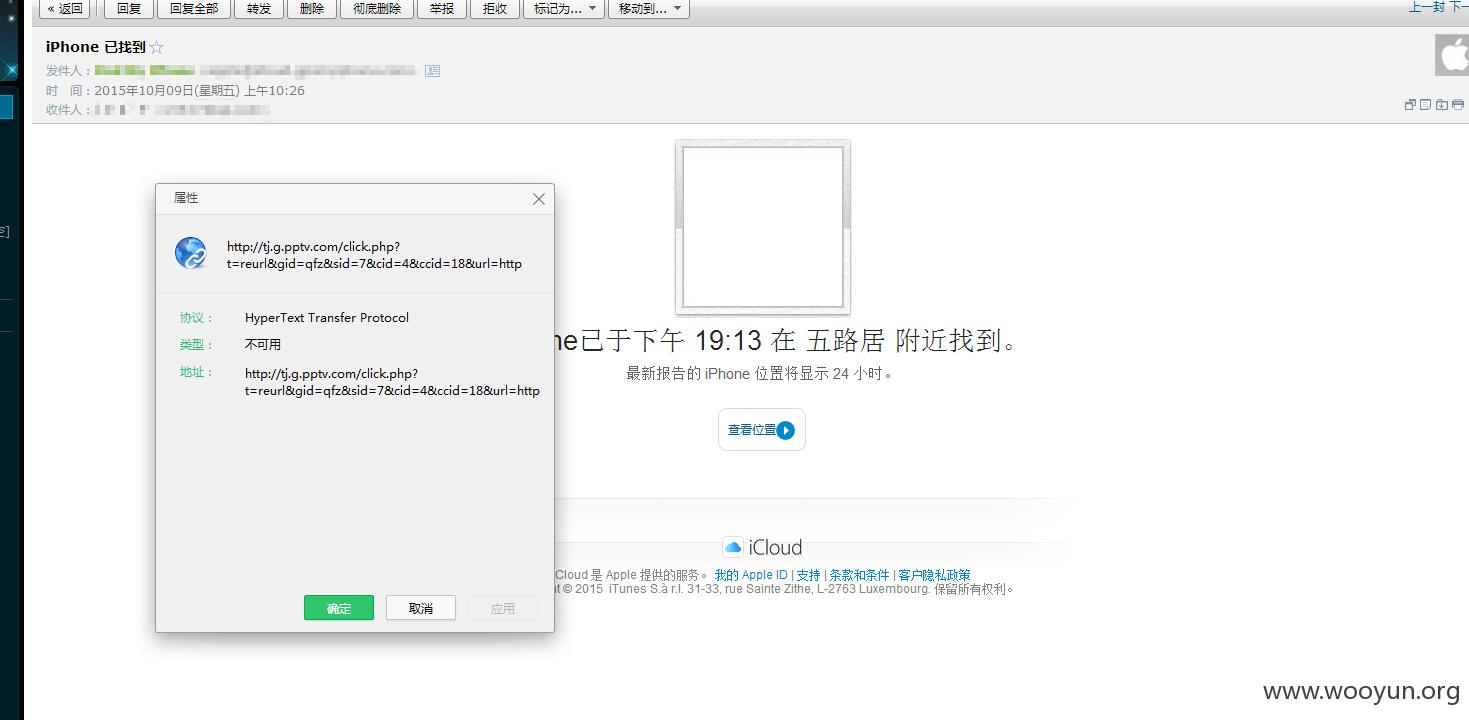 « 返回 回复 回复全部 转发 删除 彻底删除 举报 拒收 标记为... 移动到... 上一封 下一
iPhone 已找到
发件人：
时 间：2015年10月09日(星期五) 上午10:26
收件人：
属性
http://tj.g.pptv.com/click.php?
t=reurl&gid=qfz&sid=7&cid=4&ccid=18&url=http
协议： HyperText Transfer Protocol
类型： 不可用
地址： http://tj.g.pptv.com/click.php?
t=reurl&gid=qfz&sid=7&cid=4&ccid=18&url=http
确定 取消 应用
ne已于下午 19:13 在 五路居 附近找到。
最新报告的 iPhone 位置将显示 24 小时。
查看位置
iCloud
Cloud 是 Apple 提供的服务。 我的 Apple ID | 支持 | 条款和条件 | 客户隐私政策
t © 2015 iTunes S.à r.l. 31-33, rue Sainte Zithe, L-2763 Luxembourg. 保留所有权利。
www.wooyun.org